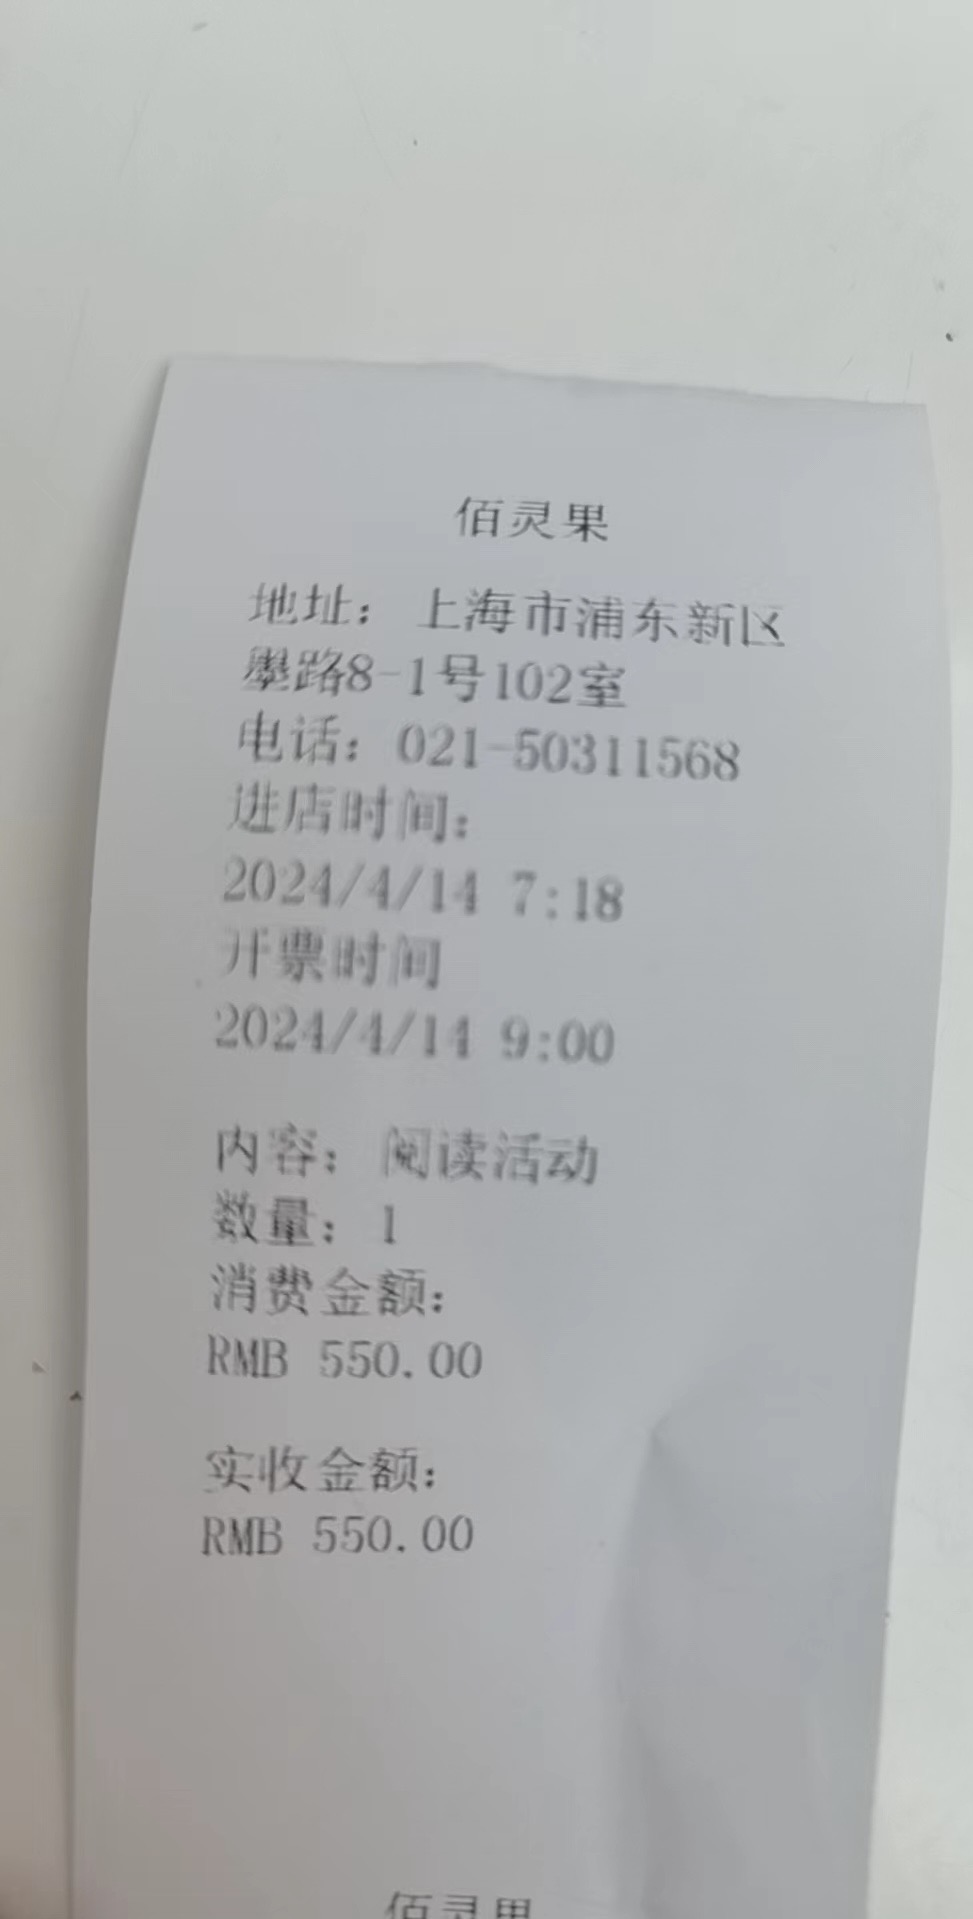 佰灵果
地址： 上海市浦东新区
路8-1号102室
电话： 021-50311568
进店时间：
2024/4/14 7:18
开票时间
2024/4/14 9:00
内容： 阅读活动
数量： 1
消费金额：
RMB 550.00
实收金额：
RMB 550.00
佰灵果